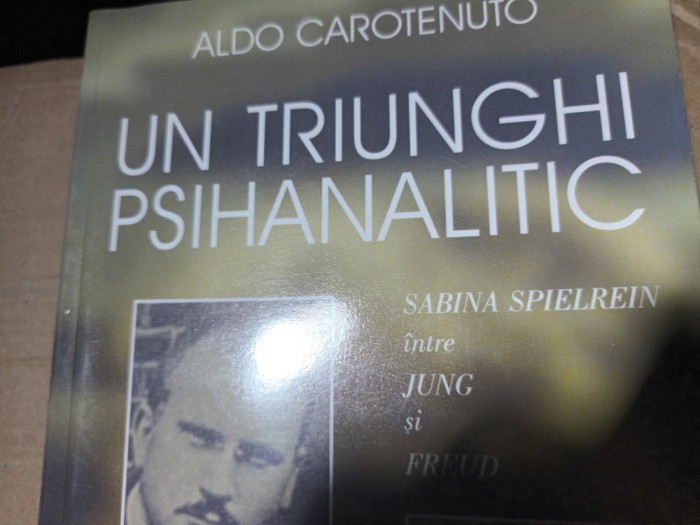 ALDO CAROTENUTO
UN TRIUNGHI
PSIHANALITIC
SABINA SPIELREIN
între
JUNG
și
FREUD